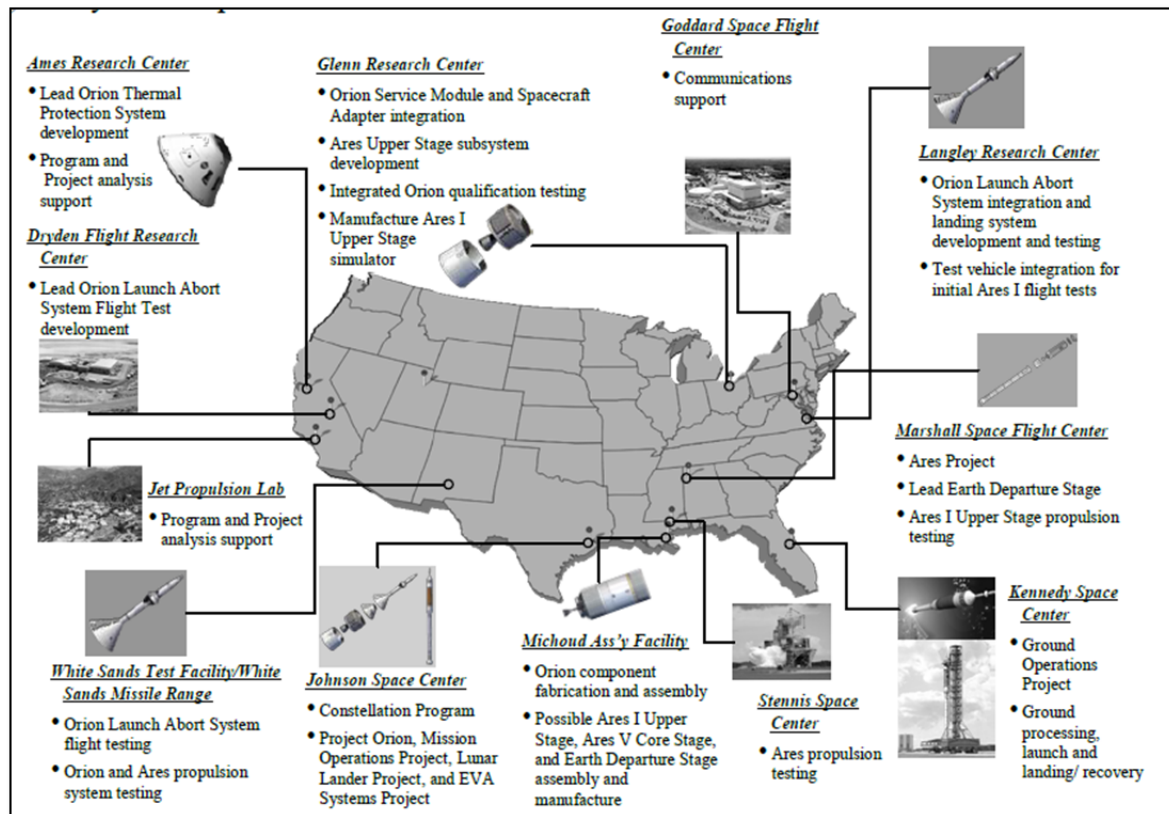 Ames Research Center
• Lead Orion Thermal
Protection System
development
• Program and
Project analysis
support
Dryden Flight Research
Center
• Lead Orion Launch Abort
System Flight Test
development
Glenn Research Center
• Orion Service Module and Spacecraft
Adapter integration
• Ares Upper Stage subsystem
development
• Integrated Orion qualification testing
• Manufacture Ares I
Upper Stage
simulator
Goddard Space Flight
Center
• Communications
support
Langley Research Center
• Orion Launch Abort
System integration and
landing system
development and testing
• Test vehicle integration for
initial Ares I flight tests
Marshall Space Flight Center
• Ares Project
• Lead Earth Departure Stage
• Ares I Upper Stage propulsion
testing
Jet Propulsion Lab
• Program and Project
analysis support
White Sands Test Facility/White
Sands Missile Range
• Orion Launch Abort System
flight testing
• Orion and Ares propulsion
system testing
Johnson Space Center
• Constellation Program
• Project Orion, Mission
Operations Project, Lunar
Lander Project, and EVA
Systems Project
Michoud Ass'y Facility
• Orion component
fabrication and assembly
• Possible Ares I Upper
Stage, Ares V Core Stage,
and Earth Departure Stage
assembly and
manufacture
Stennis Space
Center
• Ares propulsion
testing
Kennedy Space
Center
• Ground
Operations
Project
• Ground
processing,
launch and
landing/ recovery